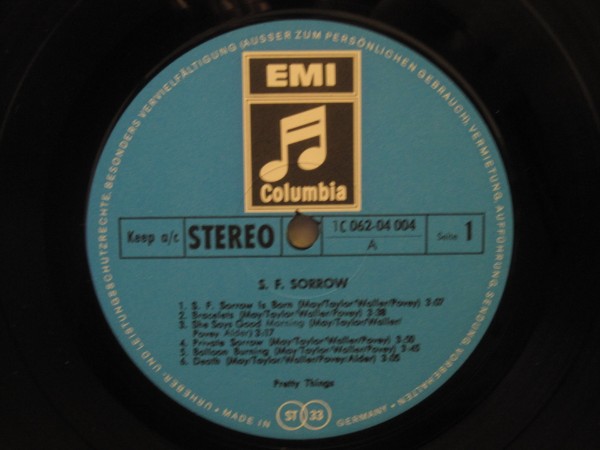 URHEBER- UND LEISTUNGSSCHUTZRECHTE, BESONDERS VERVIELFÄLTIGUNG (AUSSER ZUM PERSÖNLICHEN GEBRAUCH), VERMIETUNG, AUFFÜHRUNG, SENDUNG, VORBEHALTEN
EMI
Columbia
Keep a/c
STEREO
1C 062-04 004
A
Seite 1
S. F. SORROW
1. S. F. Sorrow Is Born (May/Taylor/Waller/Povey) 3:07
2. Bracelets (May/Taylor/Waller/Povey) 3:38
3. She Says Good Morning (May/Taylor/Waller/
Povey Alder) 3:17
4. Private Sorrow (May/Taylor/Waller/Povey) 3:50
5. Balloon Burning (May Taylor/Waller/Povey) 3:45
6. Death (May/Taylor/Waller/Povey/Alder) 3:05
Pretty Things
• MADE IN ST 33 GERMANY •